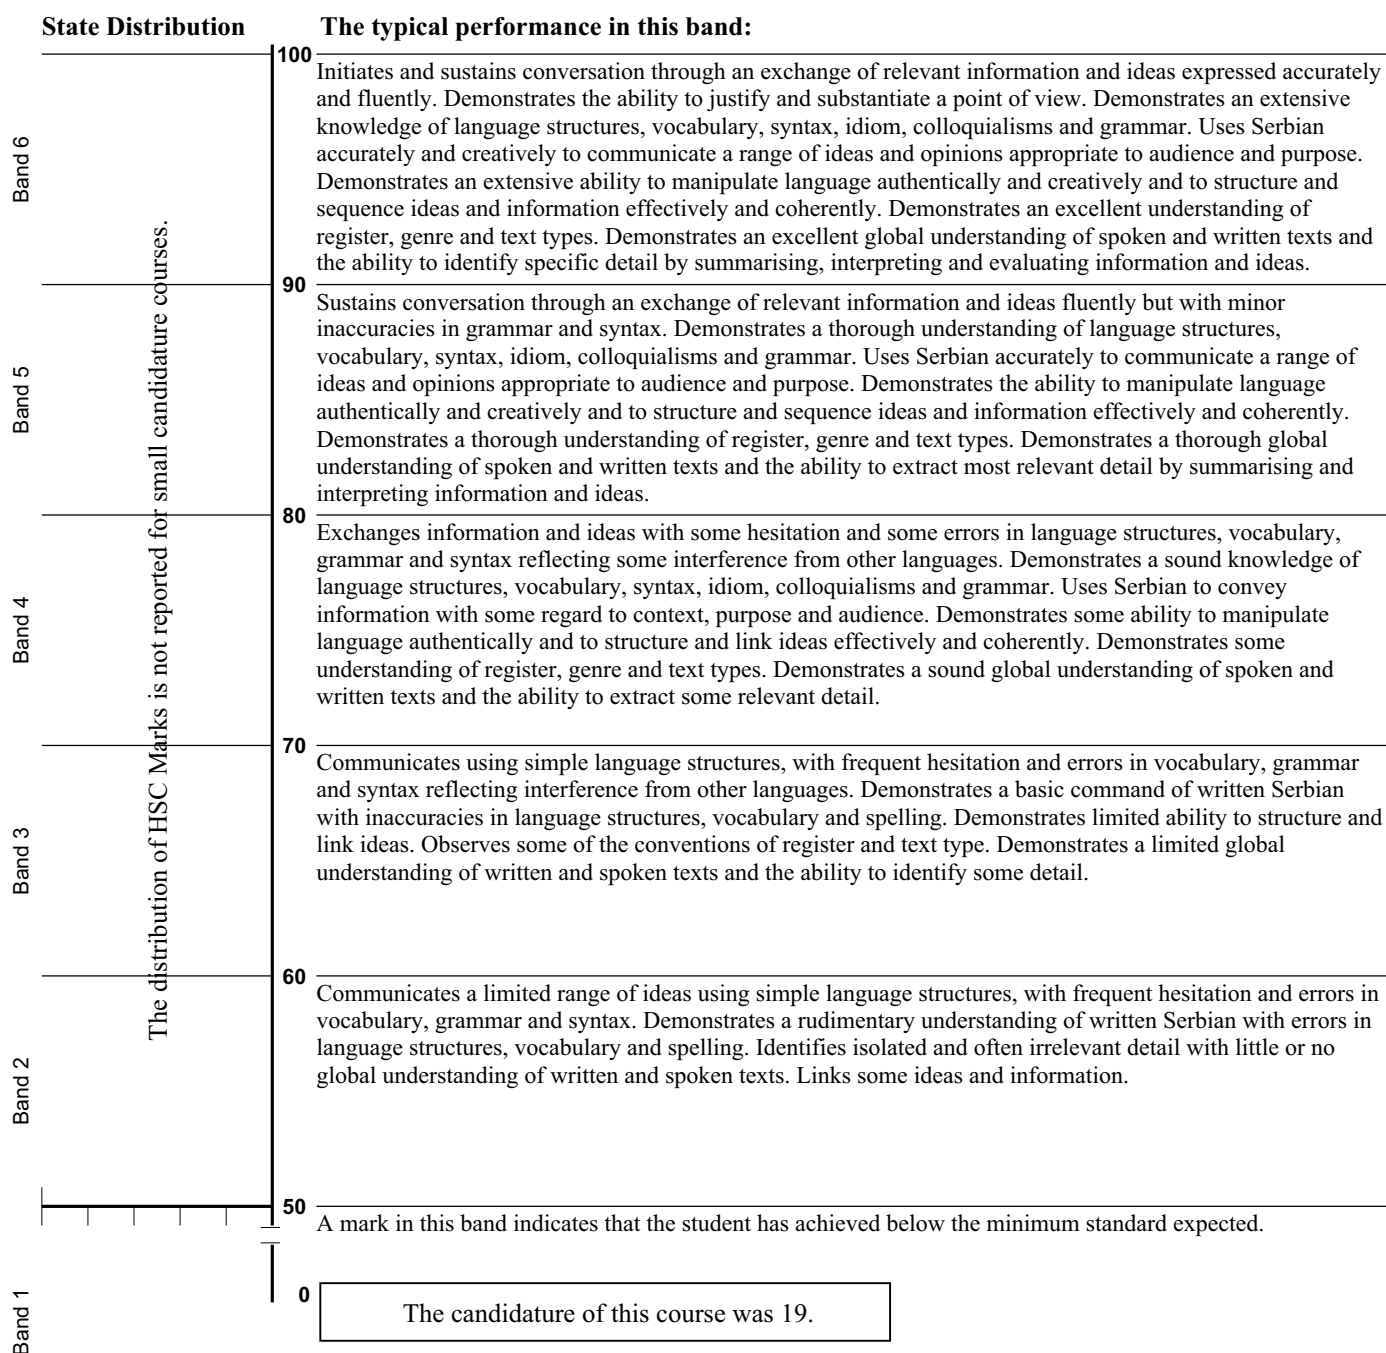 State Distribution
The typical performance in this band:
100
Initiates and sustains conversation through an exchange of relevant information and ideas expressed accurately
and fluently. Demonstrates the ability to justify and substantiate a point of view. Demonstrates an extensive
knowledge of language structures, vocabulary, syntax, idiom, colloquialisms and grammar. Uses Serbian
accurately and creatively to communicate a range of ideas and opinions appropriate to audience and purpose.
Demonstrates an extensive ability to manipulate language authentically and creatively and to structure and
sequence ideas and information effectively and coherently. Demonstrates an excellent understanding of
register, genre and text types. Demonstrates an excellent global understanding of spoken and written texts and
the ability to identify specific detail by summarising, interpreting and evaluating information and ideas.
Band 6
90
Sustains conversation through an exchange of relevant information and ideas fluently but with minor
inaccuracies in grammar and syntax. Demonstrates a thorough understanding of language structures,
vocabulary, syntax, idiom, colloquialisms and grammar. Uses Serbian accurately to communicate a range of
ideas and opinions appropriate to audience and purpose. Demonstrates the ability to manipulate language
authentically and creatively and to structure and sequence ideas and information effectively and coherently.
Demonstrates a thorough understanding of register, genre and text types. Demonstrates a thorough global
understanding of spoken and written texts and the ability to extract most relevant detail by summarising and
interpreting information and ideas.
Band 5
80
Exchanges information and ideas with some hesitation and some errors in language structures, vocabulary,
grammar and syntax reflecting some interference from other languages. Demonstrates a sound knowledge of
language structures, vocabulary, syntax, idiom, colloquialisms and grammar. Uses Serbian to convey
information with some regard to context, purpose and audience. Demonstrates some ability to manipulate
language authentically and to structure and link ideas effectively and coherently. Demonstrates some
understanding of register, genre and text types. Demonstrates a sound global understanding of spoken and
written texts and the ability to extract some relevant detail.
Band 4
The distribution of HSC Marks is not reported for small candidature courses.
70
Communicates using simple language structures, with frequent hesitation and errors in vocabulary, grammar
and syntax reflecting interference from other languages. Demonstrates a basic command of written Serbian
with inaccuracies in language structures, vocabulary and spelling. Demonstrates limited ability to structure and
link ideas. Observes some of the conventions of register and text type. Demonstrates a limited global
understanding of written and spoken texts and the ability to identify some detail.
Band 3
60
Communicates a limited range of ideas using simple language structures, with frequent hesitation and errors in
vocabulary, grammar and syntax. Demonstrates a rudimentary understanding of written Serbian with errors in
language structures, vocabulary and spelling. Identifies isolated and often irrelevant detail with little or no
global understanding of written and spoken texts. Links some ideas and information.
Band 2
50
A mark in this band indicates that the student has achieved below the minimum standard expected.
0
The candidature of this course was 19.
Band 1